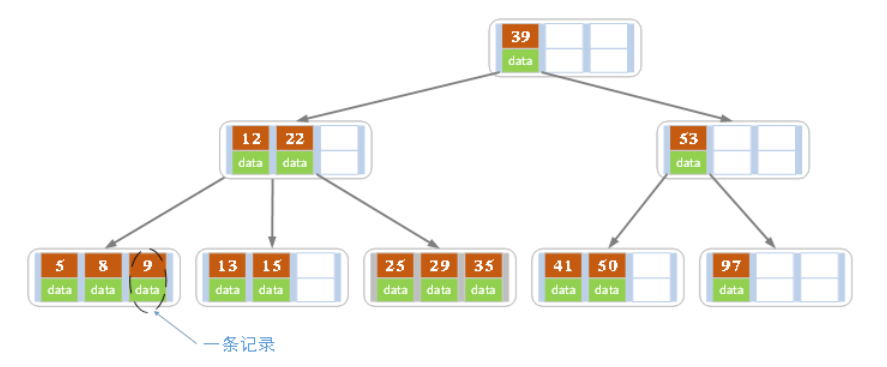 39
data
12 22
data data
53
data
5 8 9
data data data
13 15
data data
25 29 35
data data data
41 50
data data
97
data
一条记录